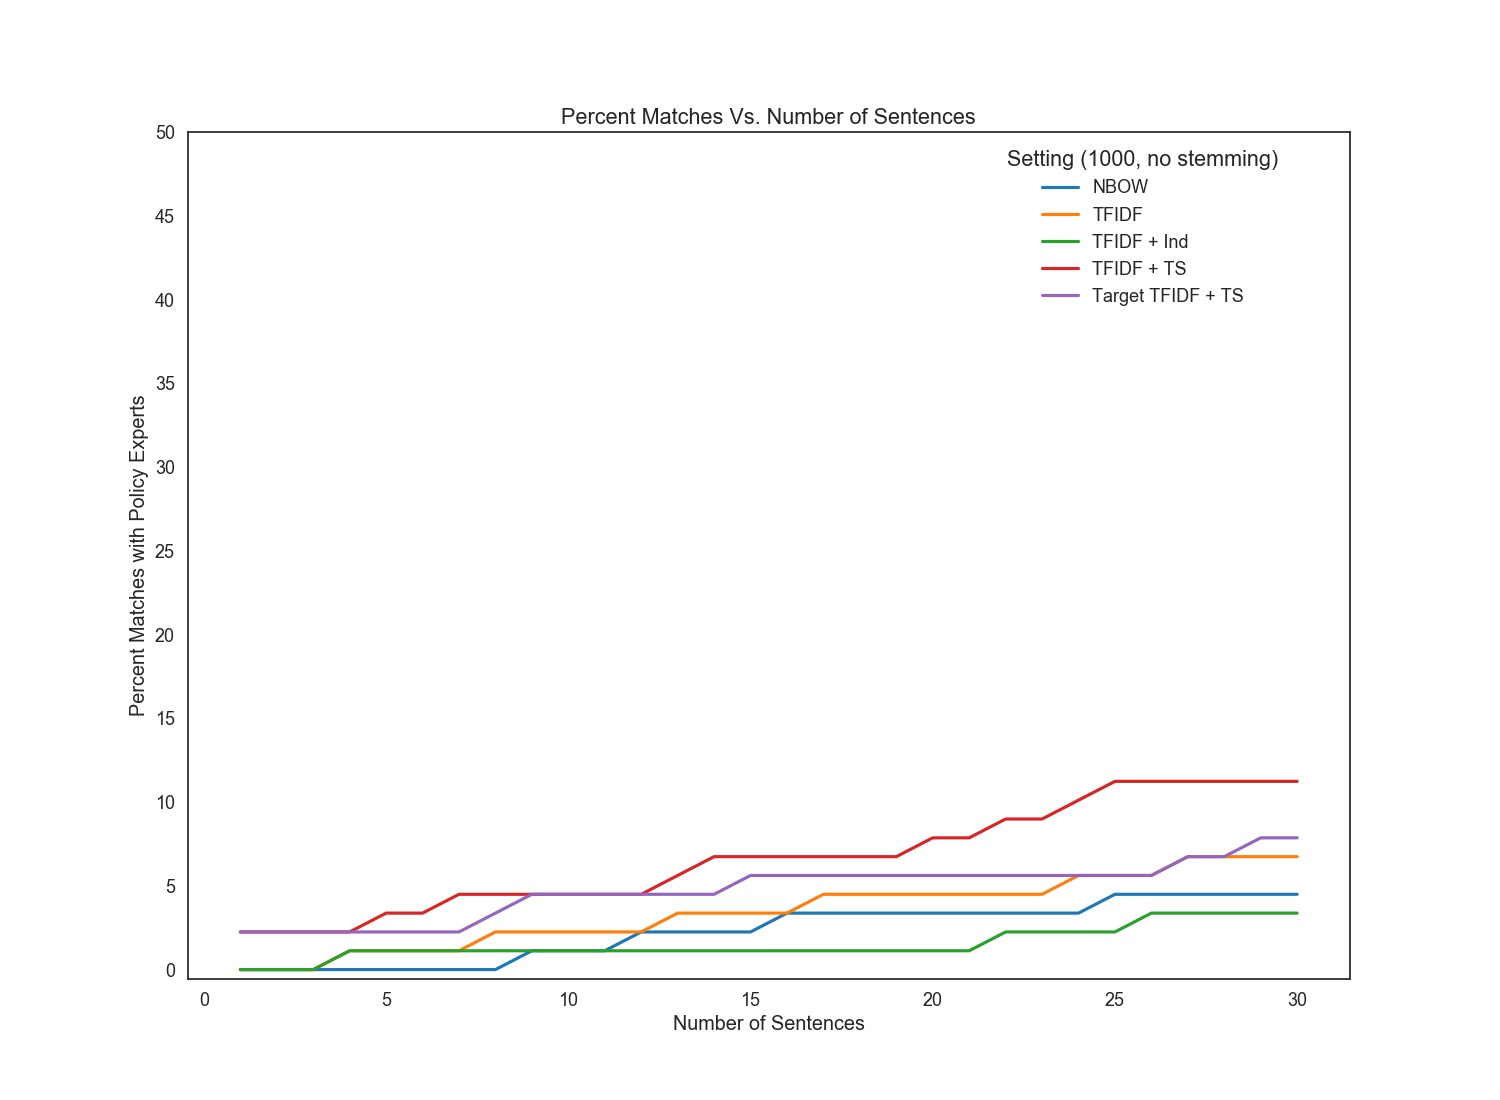 Percent Matches Vs. Number of Sentences
Setting (1000, no stemming)
NBOW
TFIDF
TFIDF + Ind
TFIDF + TS
Target TFIDF + TS
Percent Matches with Policy Experts
50
45
40
35
30
25
20
15
10
5
0
0 5 10 15 20 25 30
Number of Sentences